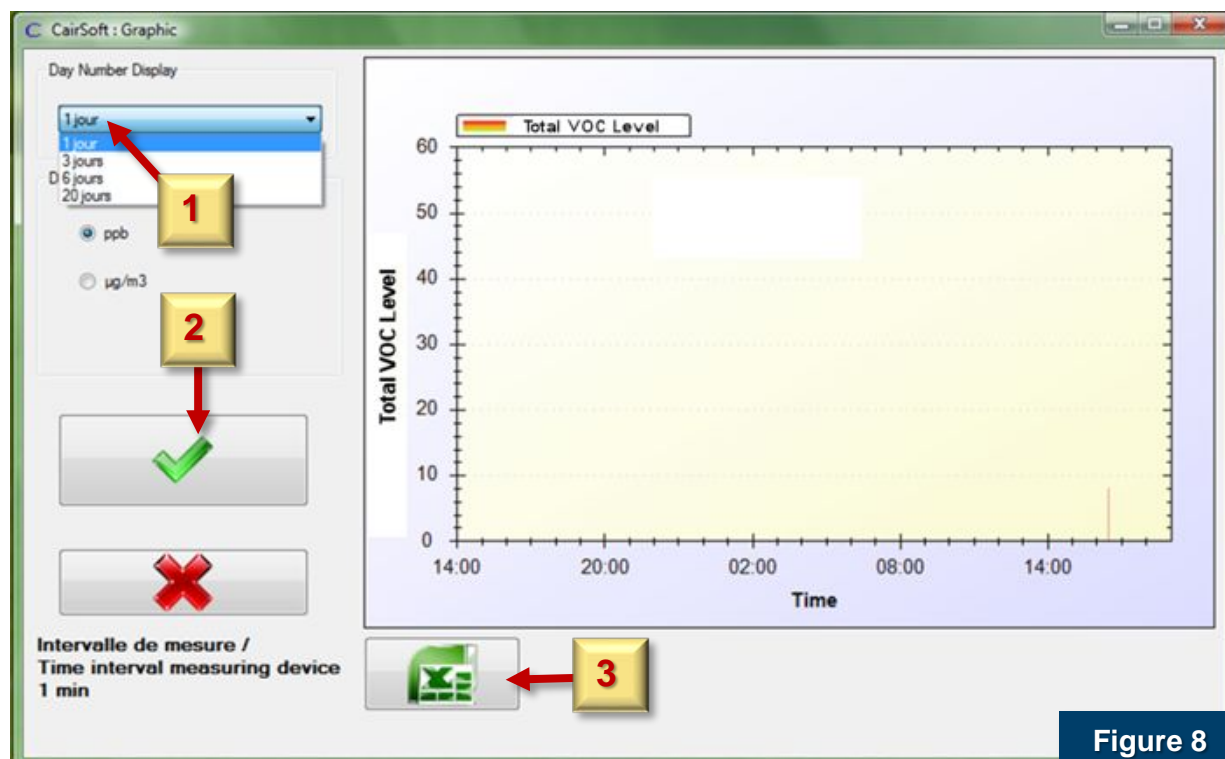 CairSoft : Graphic
Day Number Display
1 jour
1 jour
3 jours
6 jours
20 jours
D
1
ppb
µg/m3
2
Intervalle de mesure /
Time interval measuring device
1 min
Total VOC Level
Total VOC Level
60
50
40
30
20
10
0
14:00 20:00 02:00 08:00 14:00
Time
3
Figure 8